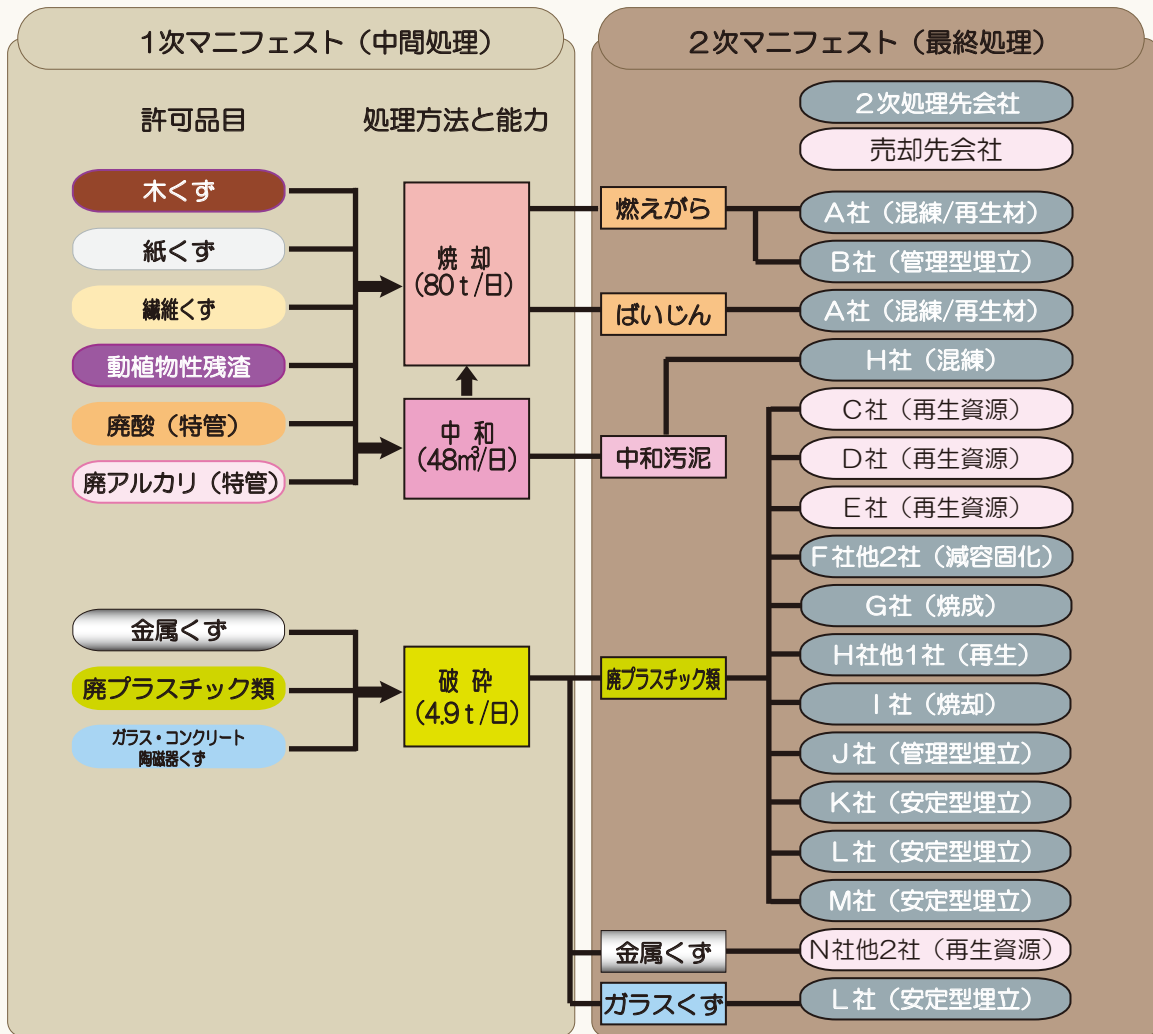 1次マニフェスト（中間処理）
許可品目
処理方法と能力
木くず
紙くず
繊維くず
動植物性残渣
廃酸（特管）
廃アルカリ（特管）
焼 却
(80ｔ/日)
中 和
(48㎥/日)
金属くず
廃プラスチック類
ガラス・コンクリート
陶磁器くず
破 砕
(4.9ｔ/日)
2次マニフェスト（最終処理）
2次処理先会社
売却先会社
燃えがら
A社（混練/再生材）
B社（管理型埋立）
ばいじん
A社（混練/再生材）
H社（混練）
中和汚泥
C社（再生資源）
D社（再生資源）
E社（再生資源）
F社他2社（減容固化）
G社（焼成）
H社他1社（再生）
廃プラスチック類
I社（焼却）
J社（管理型埋立）
K社（安定型埋立）
L社（安定型埋立）
M社（安定型埋立）
金属くず
N社他2社（再生資源）
ガラスくず
L社（安定型埋立）